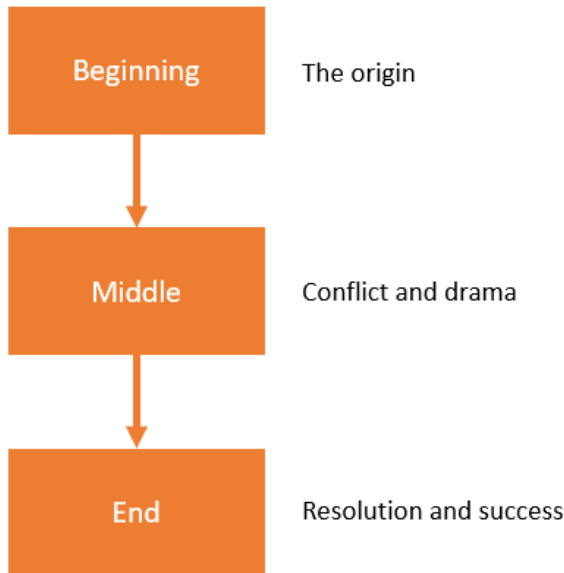 Beginning
The origin
Middle
Conflict and drama
End
Resolution and success